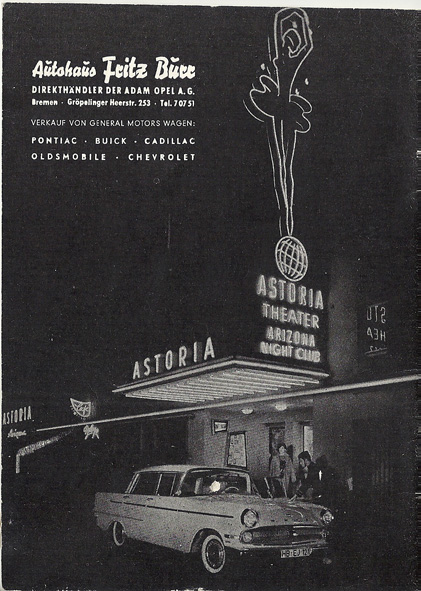 Autohaus Fritz Burr
DIREKTHÄNDLER DER ADAM OPEL A.G.
Bremen · Gröpelinger Heerstr. 253 · Tel. 70751
VERKAUF VON GENERAL MOTORS WAGEN:
PONTIAC · BUICK · CADILLAC
OLDSMOBILE · CHEVROLET
ASTORIA
THEATER
ARIZONA
NIGHT CLUB
ASTORIA
ASTORIA
Arizona